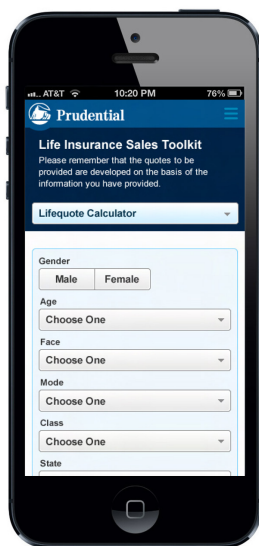 AT&T 10:20 PM 76%
Prudential
Life Insurance Sales Toolkit
Please remember that the quotes to be
provided are developed on the basis of the
information you have provided.
Lifequote Calculator
Gender
Male Female
Age
Choose One
Face
Choose One
Mode
Choose One
Class
Choose One
State